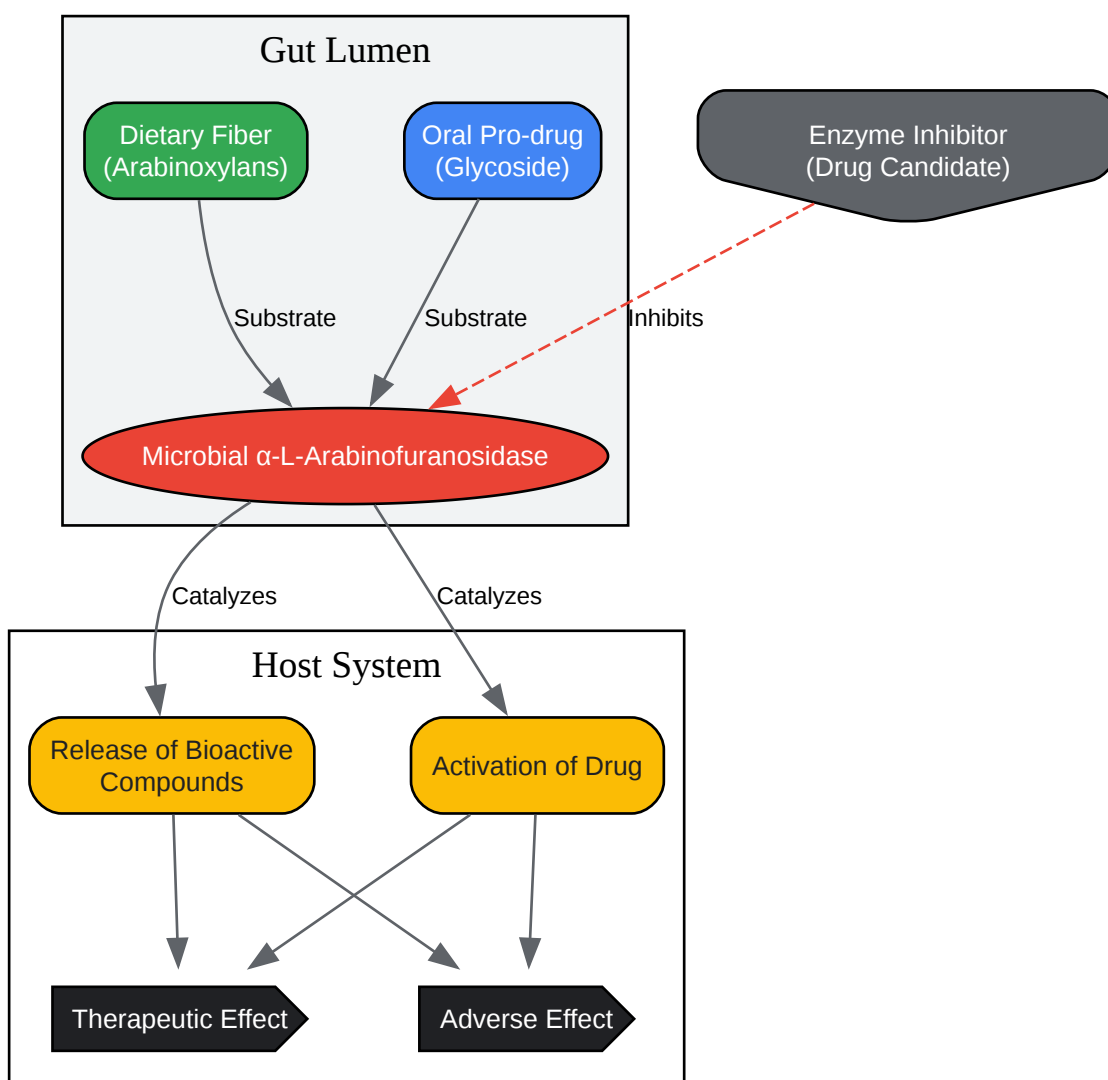 Gut Lumen
Dietary Fiber
(Arabinoxylans)
Oral Pro-drug
(Glycoside)
Enzyme Inhibitor
(Drug Candidate)
Substrate
Substrate
Inhibits
Microbial α-L-Arabinofuranosidase
Catalyzes
Catalyzes
Host System
Release of Bioactive
Compounds
Activation of Drug
Therapeutic Effect
Adverse Effect